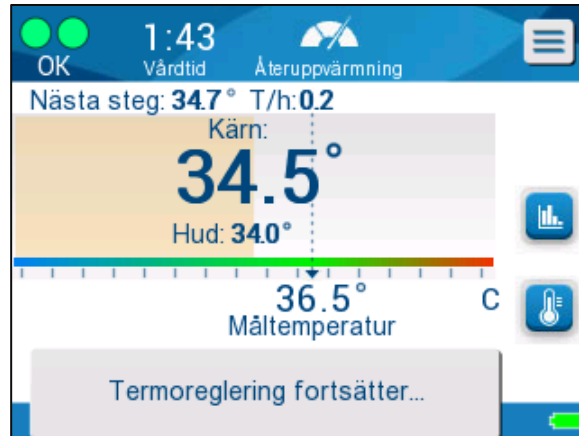 1:43
OK Vårdtid Återuppvärmning
Nästa steg: 34.7° T/h:0.2
Kärn:
34.5°
Hud: 34.0°
36.5° C
Måltemperatur
Termoreglering fortsätter...